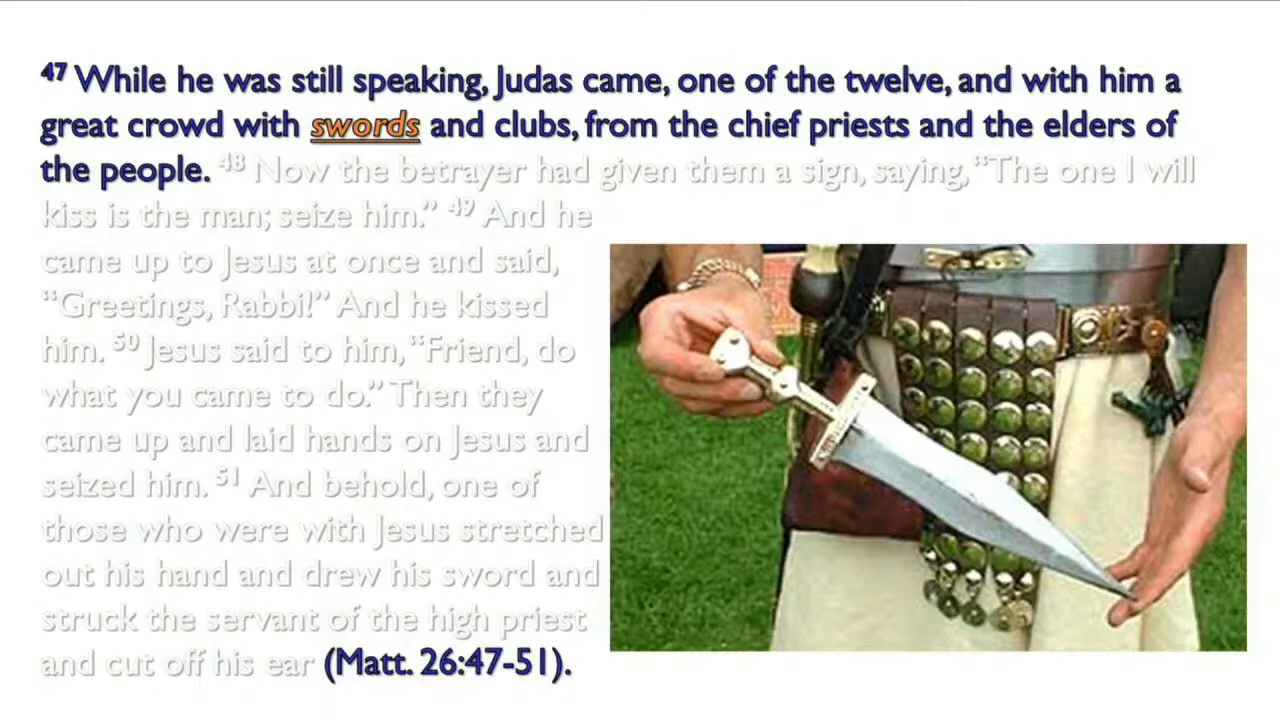 47 While he was still speaking, Judas came, one of the twelve, and with him a
great crowd with swords and clubs, from the chief priests and the elders of
the people. 48 Now the betrayer had given them a sign, saying, “The one I will
kiss is the man; seize him.” 49 And he
came up to Jesus at once and said,
“Greetings, Rabbi!” And he kissed
him. 50 Jesus said to him, “Friend, do
what you came to do.” Then they
came up and laid hands on Jesus and
seized him. 51 And behold, one of
those who were with Jesus stretched
out his hand and drew his sword and
struck the servant of the high priest
and cut off his ear (Matt. 26:47-51).